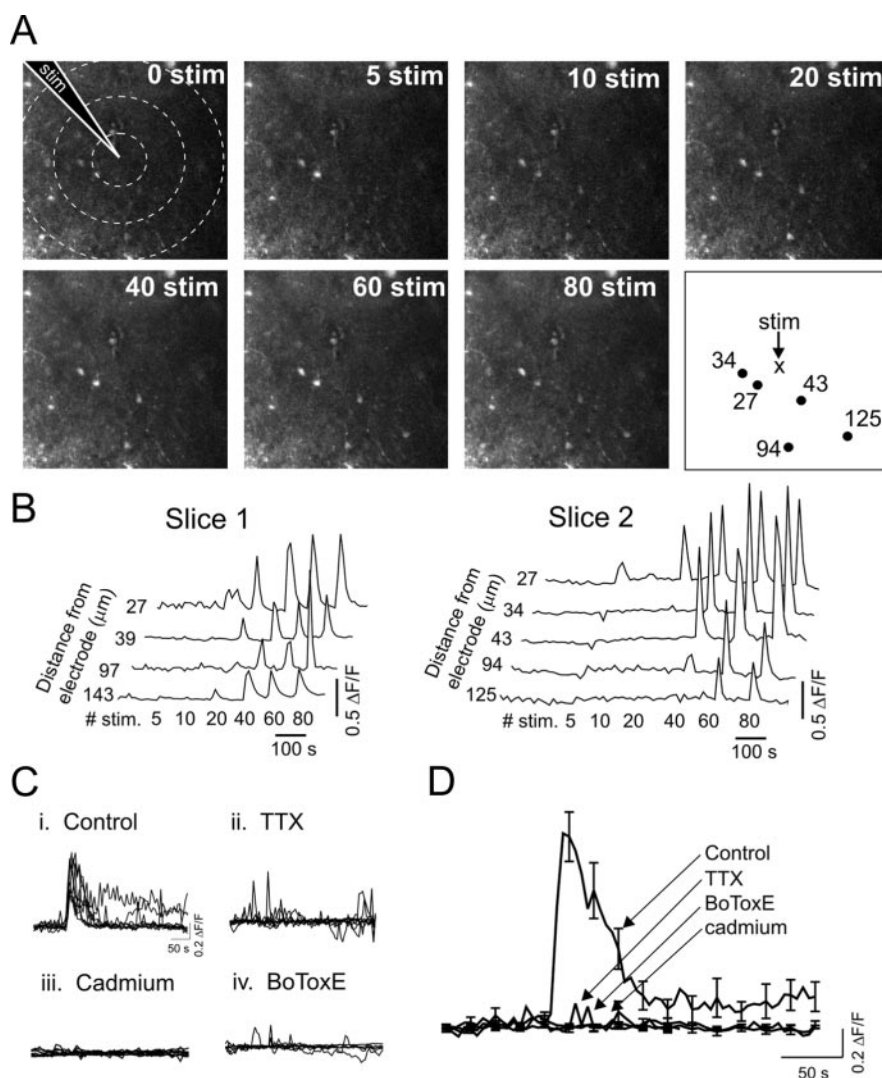 A
stim
0 stim
5 stim
10 stim
20 stim
40 stim
60 stim
80 stim
stim
x
34
27
43
125
94
B
Slice 1
Distance from
electrode (μm)
27
39
97
143
# stim. 5 10 20 40 60 80
100 s
0.5 ΔF/F
Slice 2
Distance from
electrode (μm)
27
34
43
94
125
# stim. 5 10 20 40 60 80
100 s
0.5 ΔF/F
C
i. Control
50 s
0.2 ΔF/F
ii. TTX
iii. Cadmium
iv. BoToxE
D
Control
TTX
BoToxE
cadmium
50 s
0.2 ΔF/F